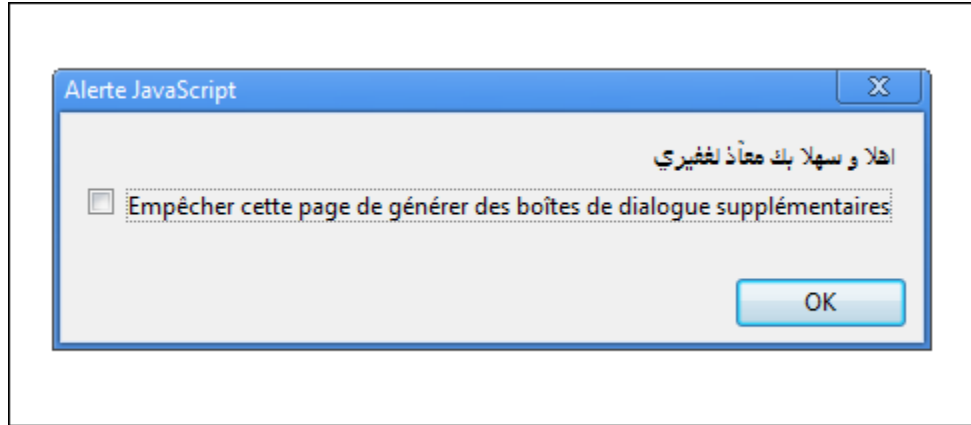 Alerte JavaScript
اهلا و سهلا بك معآذ لغفيري
Empêcher cette page de générer des boîtes de dialogue supplémentaires
OK